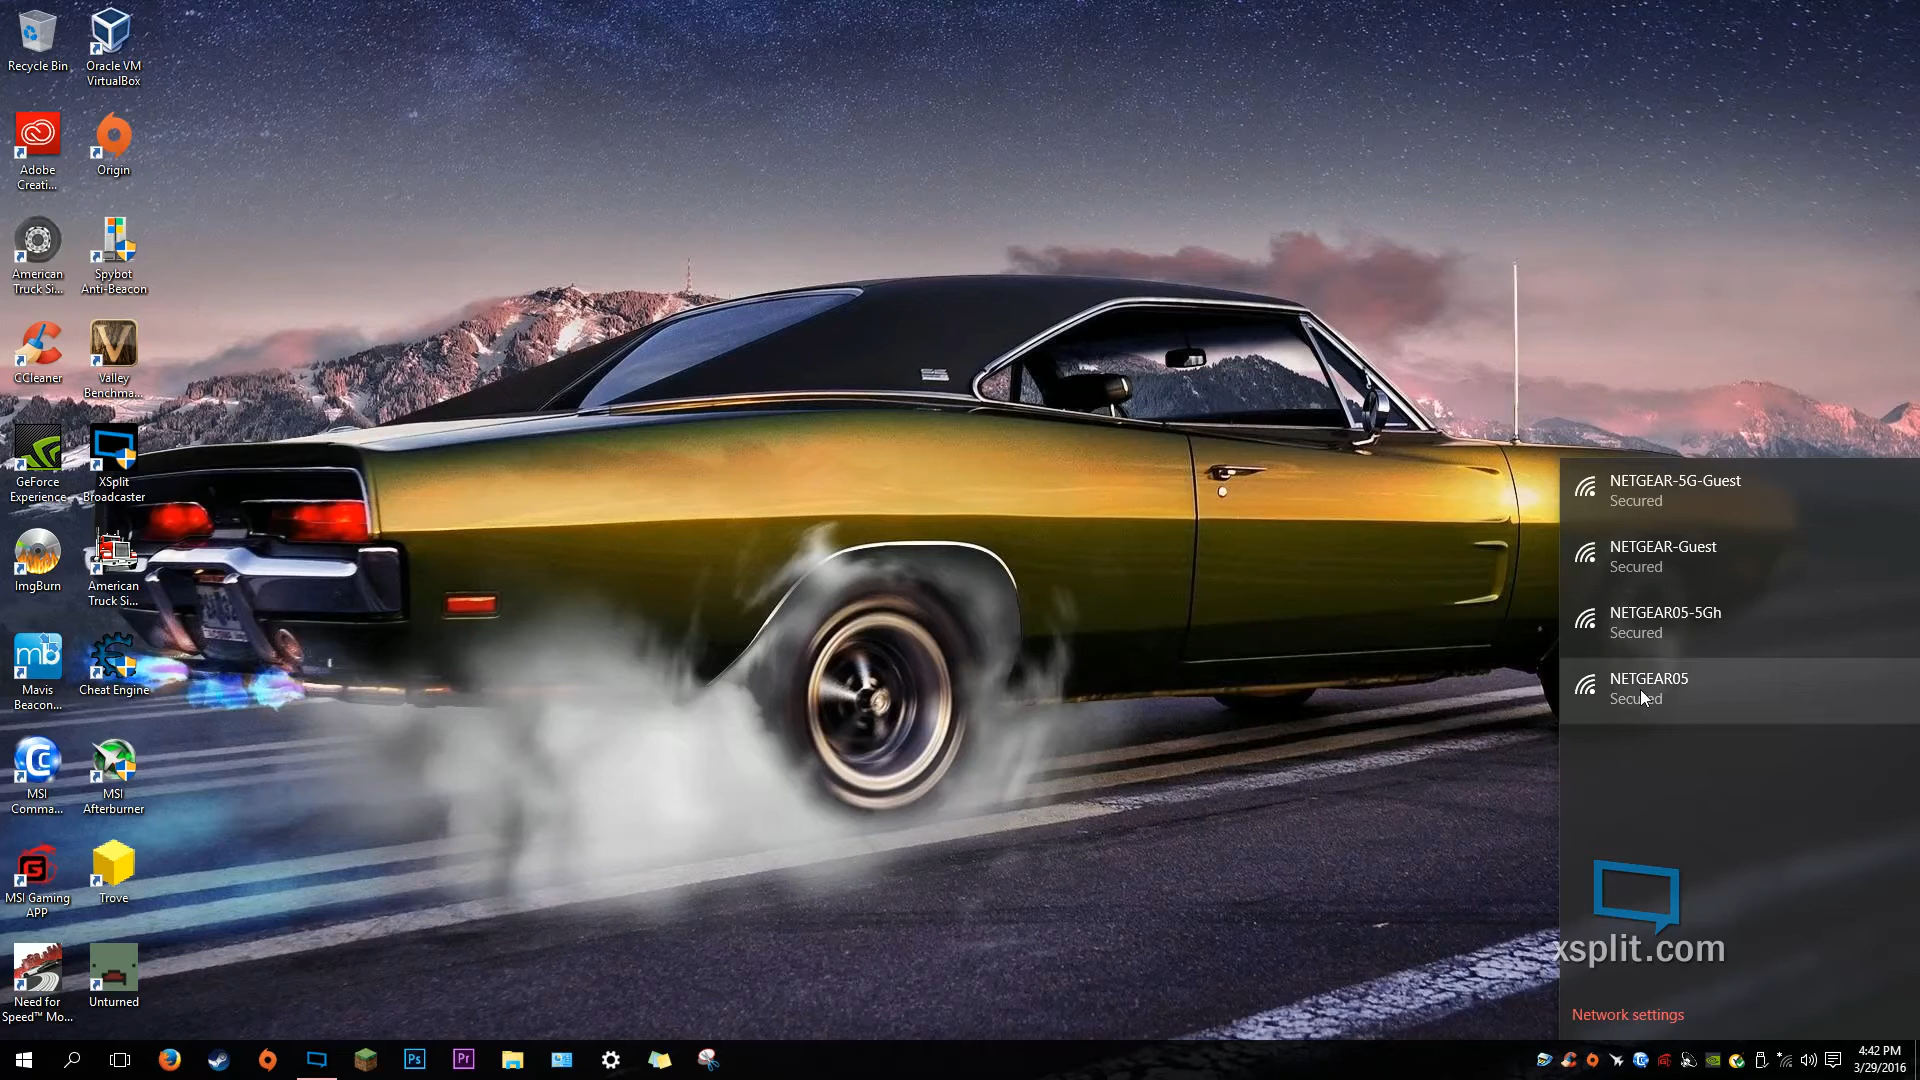 Recycle Bin
Oracle VM
VirtualBox
Adobe
Creati...
Origin
American
Truck Si...
Spybot
Anti-Beacon
CCleaner
Valley
Benchma...
GeForce
Experience
XSplit
Broadcaster
ImgBurn
American
Truck Si...
Mavis
Beacon...
Cheat Engine
MSI
Comma...
MSI
Afterburner
MSI Gaming
APP
Trove
Need for
Speed™ Mo...
Unturned
NETGEAR-5G-Guest
Secured
NETGEAR-Guest
Secured
NETGEAR05-5Gh
Secured
NETGEAR05
Secured
xsplit.com
Network settings
Ps
Pr
4:42 PM
3/29/2016